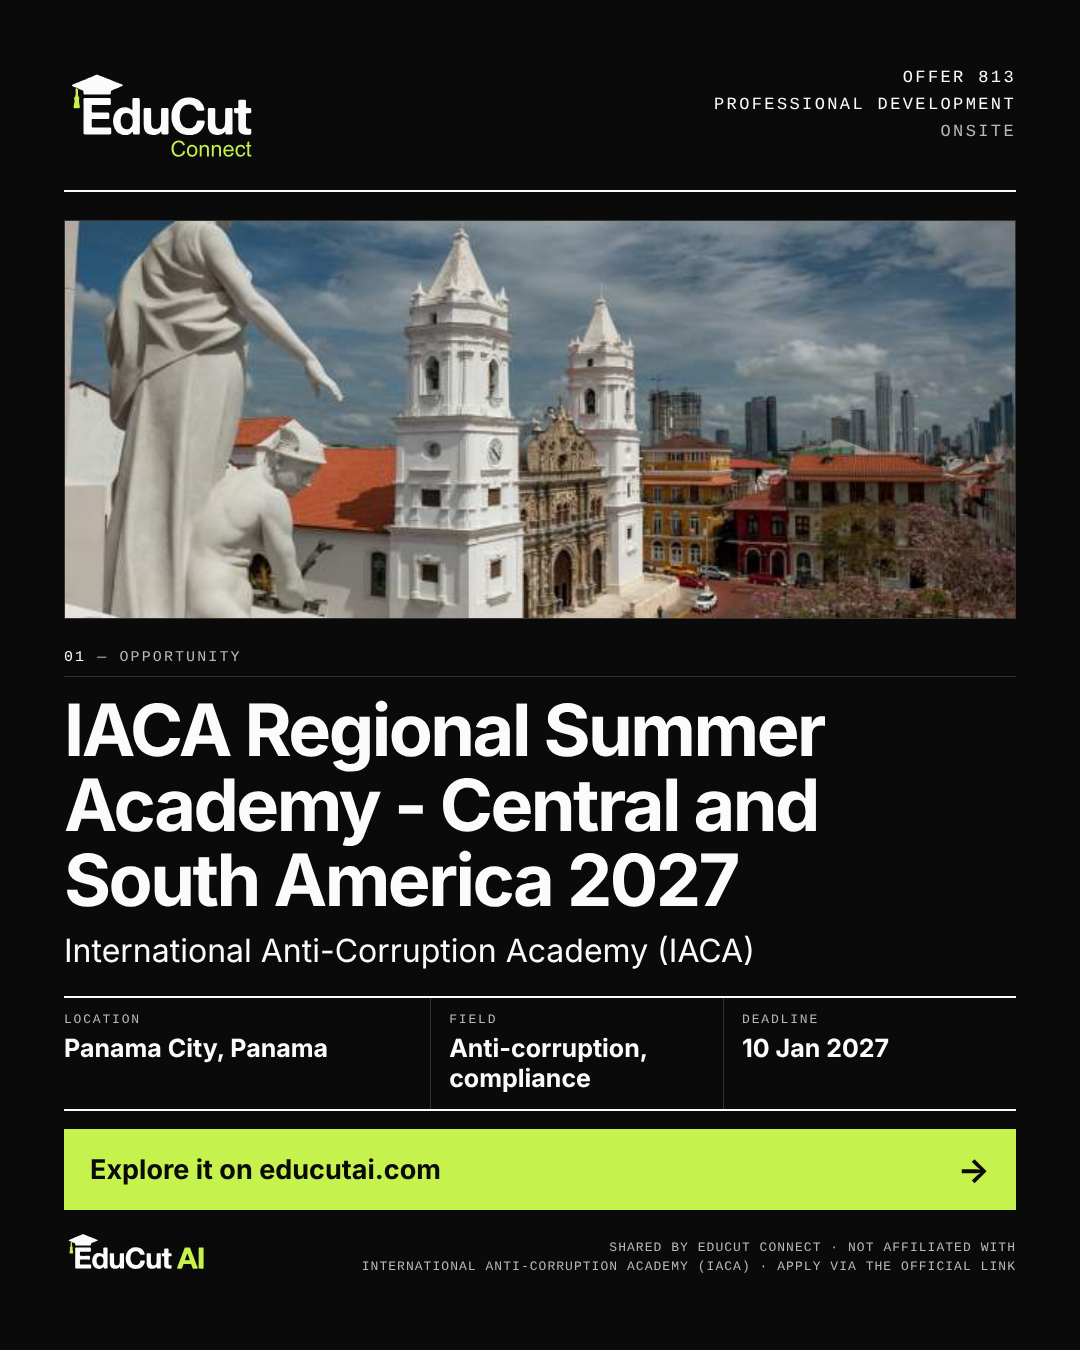 EduCut
Connect
OFFER 813
PROFESSIONAL DEVELOPMENT
ONSITE
01 — OPPORTUNITY
IACA Regional Summer
Academy - Central and
South America 2027
International Anti-Corruption Academy (IACA)
LOCATION
Panama City, Panama
FIELD
Anti-corruption,
compliance
DEADLINE
10 Jan 2027
Explore it on educutai.com →
EduCut AI
SHARED BY EDUCUT CONNECT · NOT AFFILIATED WITH
INTERNATIONAL ANTI-CORRUPTION ACADEMY (IACA) · APPLY VIA THE OFFICIAL LINK